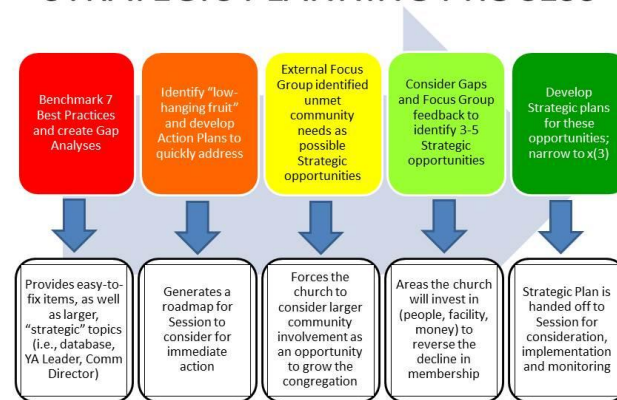 Benchmark 7
Best Practices
and create Gap
Analyses
Identify “low-
hanging fruit”
and develop
Action Plans to
quickly address
External Focus
Group identified
unmet
community
needs as
possible
Strategic
opportunities
Consider Gaps
and Focus Group
feedback to
identify 3-5
Strategic
opportunities
Develop
Strategic plans
for these
opportunities;
narrow to x(3)
Provides easy-to-
fix items, as well
as larger,
“strategic” topics
(i.e., database,
YA Leader, Comm
Director)
Generates a
roadmap for
Session to
consider for
immediate
action
Forces the
church to
consider larger
community
involvement as
an opportunity
to grow the
congregation
Areas the church
will invest in
(people, facility,
money) to
reverse the
decline in
membership
Strategic Plan is
handed off to
Session for
consideration,
implementation
and monitoring